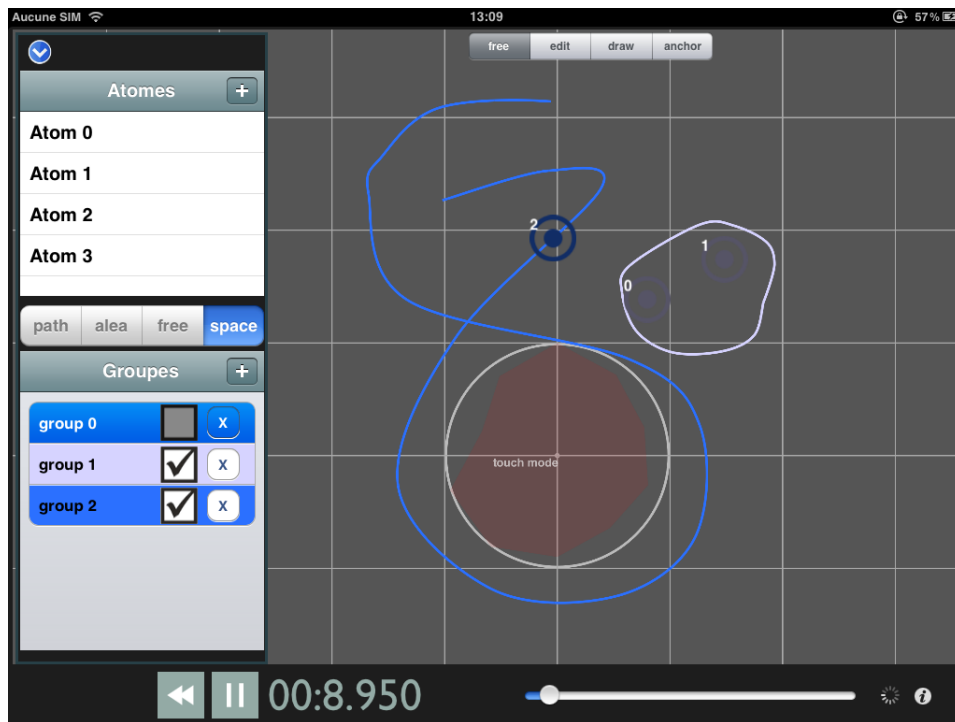 Aucune SIM 13:09 57%
free edit draw anchor
Atomes +
Atom 0
Atom 1
Atom 2
Atom 3
path alea free space
Groupes +
group 0 X
group 1 X
group 2 X
2
1
0
touch mode
00:8.950